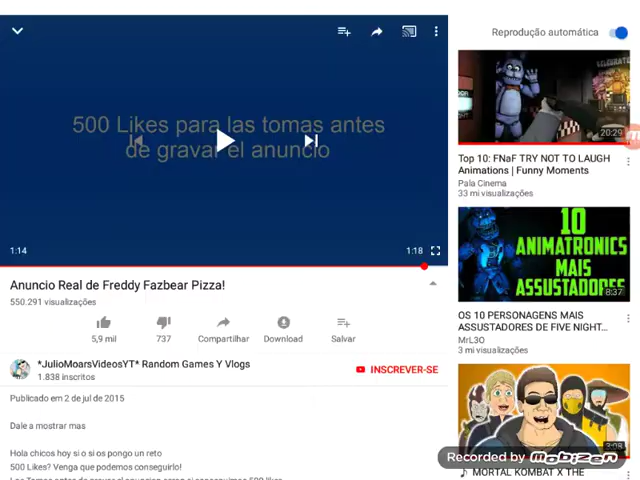 500 Likes para las tomas antes
de gravar el anuncio
1:14
1:18
Anuncio Real de Freddy Fazbear Pizza!
550.291 visualizações
5,9 mil
737
Compartilhar
Download
Salvar
*JulioMoarsVideosYT* Random Games Y Vlogs
1.838 inscritos
INSCREVER-SE
Publicado em 2 de jul de 2015
Dale a mostrar mas
Hola chicos hoy si o si os pongo un reto
500 Likes? Venga que podemos conseguirlo!
Reprodução automática
CELEBRATE
20:29
Top 10: FNaF TRY NOT TO LAUGH
Animations | Funny Moments
Pala Cinema
33 mi visualizações
10
ANIMATRONICS
MAIS
ASSUSTADORES
8:37
OS 10 PERSONAGENS MAIS
ASSUSTADORES DE FIVE NIGHT...
MrL3O
3 mi visualizações
3:08
Recorded by Mobizen
MORTAL KOMBAT X THE